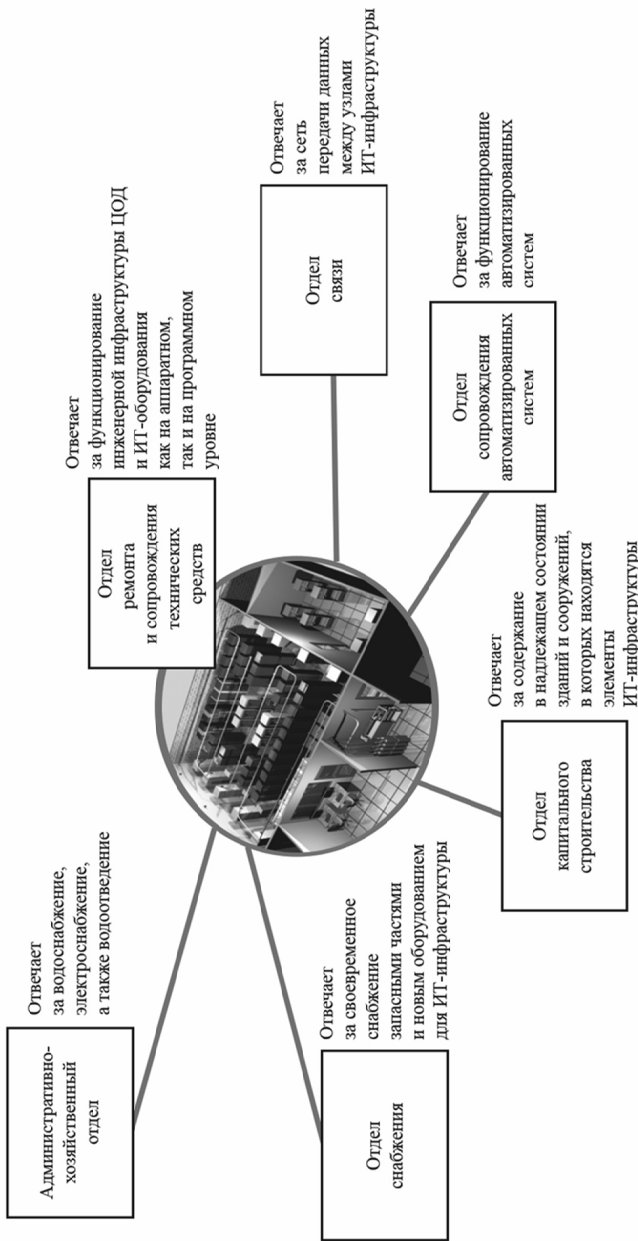 Административно-
хозяйственный
отдел
Отвечает
за водоснабжение,
электроснабжение,
а также водоотведение
Отдел
ремонта
и сопровождения
технических
средств
Отвечает
за функционирование
инженерной инфраструктуры ЦОД
и ИТ-оборудования
как на аппаратном,
так и на программном
уровне
Отдел
связи
Отвечает
за сеть
передачи данных
между узлами
ИТ-инфраструктуры
Отдел
снабжения
Отвечает
за своевременное
снабжение
запасными частями
и новым оборудованием
для ИТ-инфраструктуры
Отдел
капитального
строительства
Отвечает
за содержание
в надлежащем состоянии
зданий и сооружений,
в которых находятся
элементы
ИТ-инфраструктуры
Отдел
сопровождения
автоматизированных
систем
Отвечает
за функционирование
автоматизированных
систем